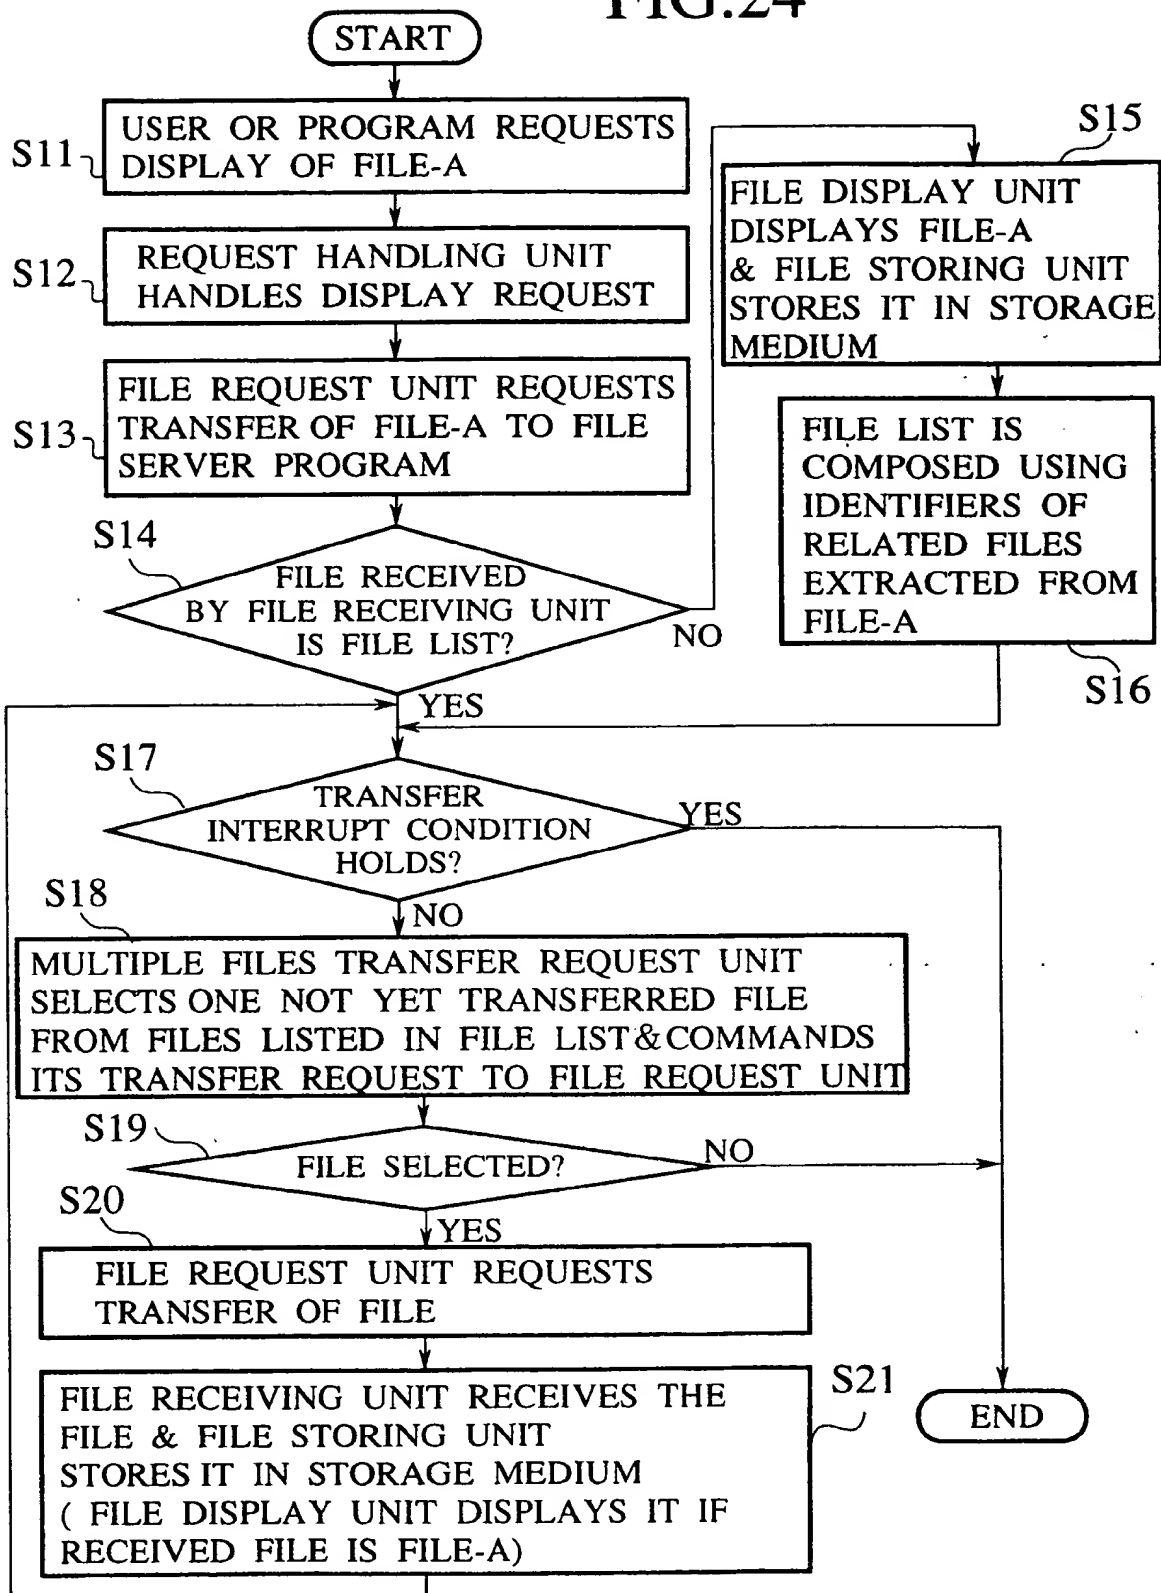 FIG.24
START
S11
USER OR PROGRAM REQUESTS
DISPLAY OF FILE-A
S12
REQUEST HANDLING UNIT
HANDLES DISPLAY REQUEST
S13
FILE REQUEST UNIT REQUESTS
TRANSFER OF FILE-A TO FILE
SERVER PROGRAM
S14
FILE RECEIVED
BY FILE RECEIVING UNIT
IS FILE LIST?
NO
YES
S15
FILE DISPLAY UNIT
DISPLAYS FILE-A
& FILE STORING UNIT
STORES IT IN STORAGE
MEDIUM
FILE LIST IS
COMPOSED USING
IDENTIFIERS OF
RELATED FILES
EXTRACTED FROM
FILE-A
S16
S17
TRANSFER
INTERRUPT CONDITION
HOLDS?
YES
NO
S18
MULTIPLE FILES TRANSFER REQUEST UNIT
SELECTS ONE NOT YET TRANSFERRED FILE
FROM FILES LISTED IN FILE LIST&COMMANDS
ITS TRANSFER REQUEST TO FILE REQUEST UNIT
S19
FILE SELECTED?
NO
YES
S20
FILE REQUEST UNIT REQUESTS
TRANSFER OF FILE
S21
FILE RECEIVING UNIT RECEIVES THE
FILE & FILE STORING UNIT
STORES IT IN STORAGE MEDIUM
( FILE DISPLAY UNIT DISPLAYS IT IF
RECEIVED FILE IS FILE-A)
END